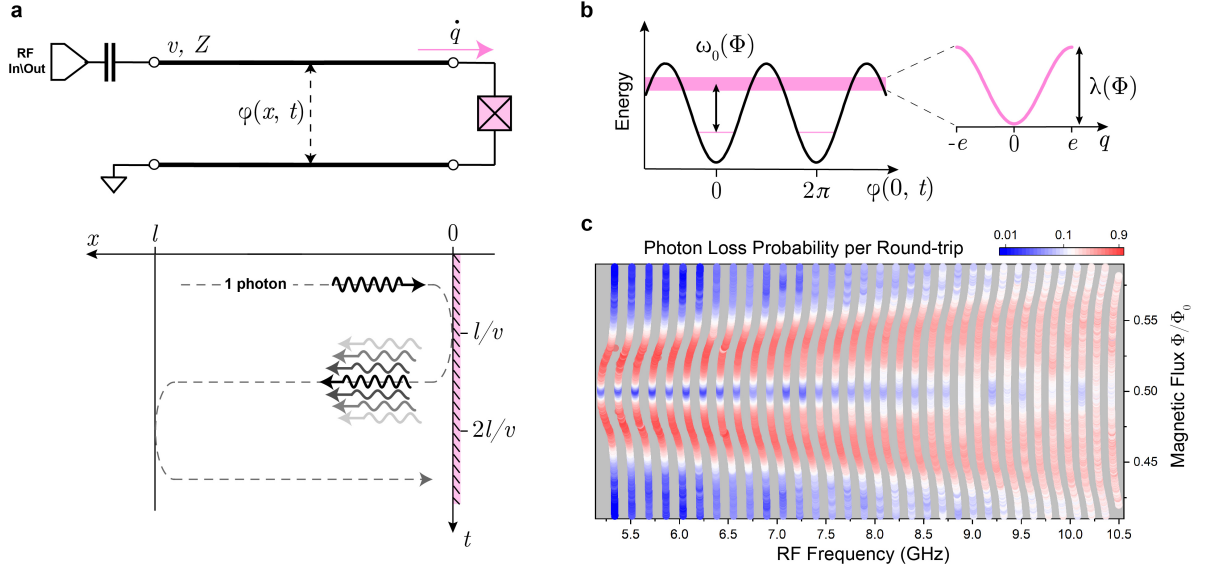 a
RF
In\Out
v, Z
q̇
φ(x, t)
x
l
0
1 photon
l/v
2l/v
t
b
Energy
ω₀(Φ)
0
2π
φ(0, t)
λ(Φ)
-e
0
e
q
c
Photon Loss Probability per Round-trip
0.01
0.1
0.9
0.55
0.50
0.45
Magnetic Flux Φ/Φ₀
5.5
6.0
6.5
7.0
7.5
8.0
8.5
9.0
9.5
10.0
10.5
RF Frequency (GHz)